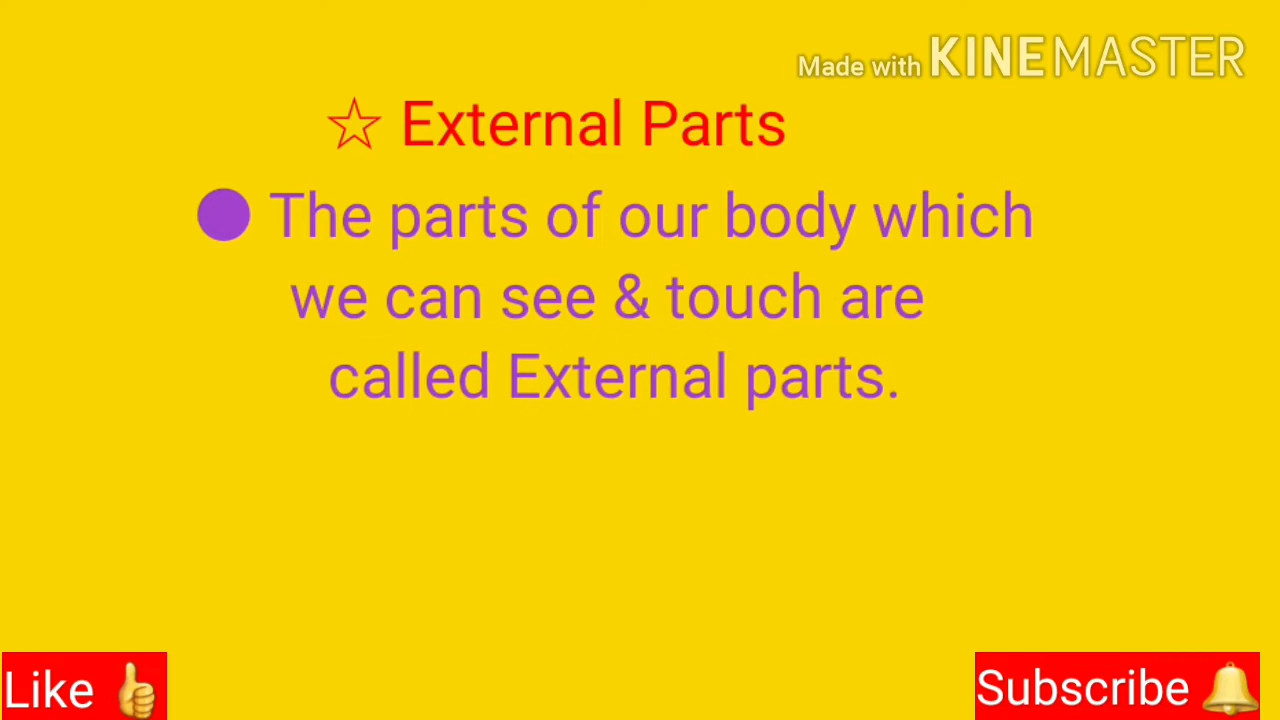 Made with KINEMASTER
☆ External Parts
● The parts of our body which
we can see & touch are
called External parts.
Like 👍
Subscribe 🔔